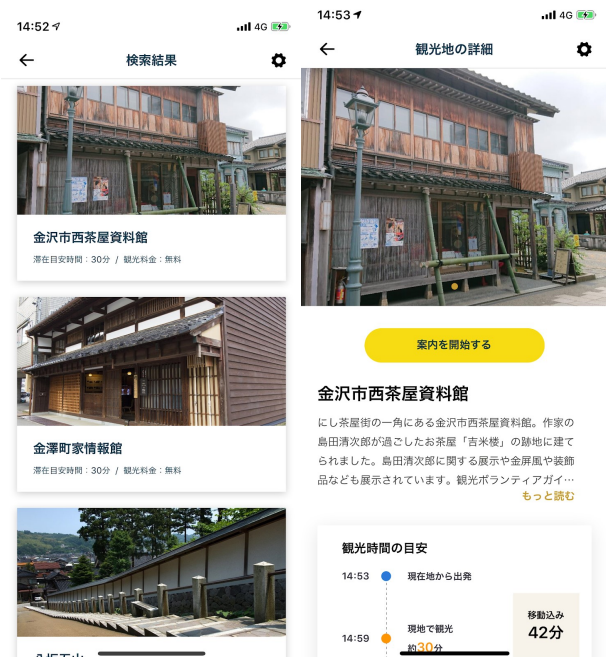 14:52
4G
検索結果
金沢市西茶屋資料館
滞在目安時間：30分 / 観光料金：無料
金澤町家情報館
滞在目安時間：30分 / 観光料金：無料
14:53
4G
観光地の詳細
案内を開始する
金沢市西茶屋資料館
にし茶屋街の一角にある金沢市西茶屋資料館。作家の
島田清次郎が過ごしたお茶屋「吉米楼」の跡地に建て
られました。島田清次郎に関する展示や金屏風や装飾
品なども展示されています。観光ボランティアガイ…
もっと読む
観光時間の目安
14:53 現在地から出発
移動込み
42分
14:59 現地で観光
約30分